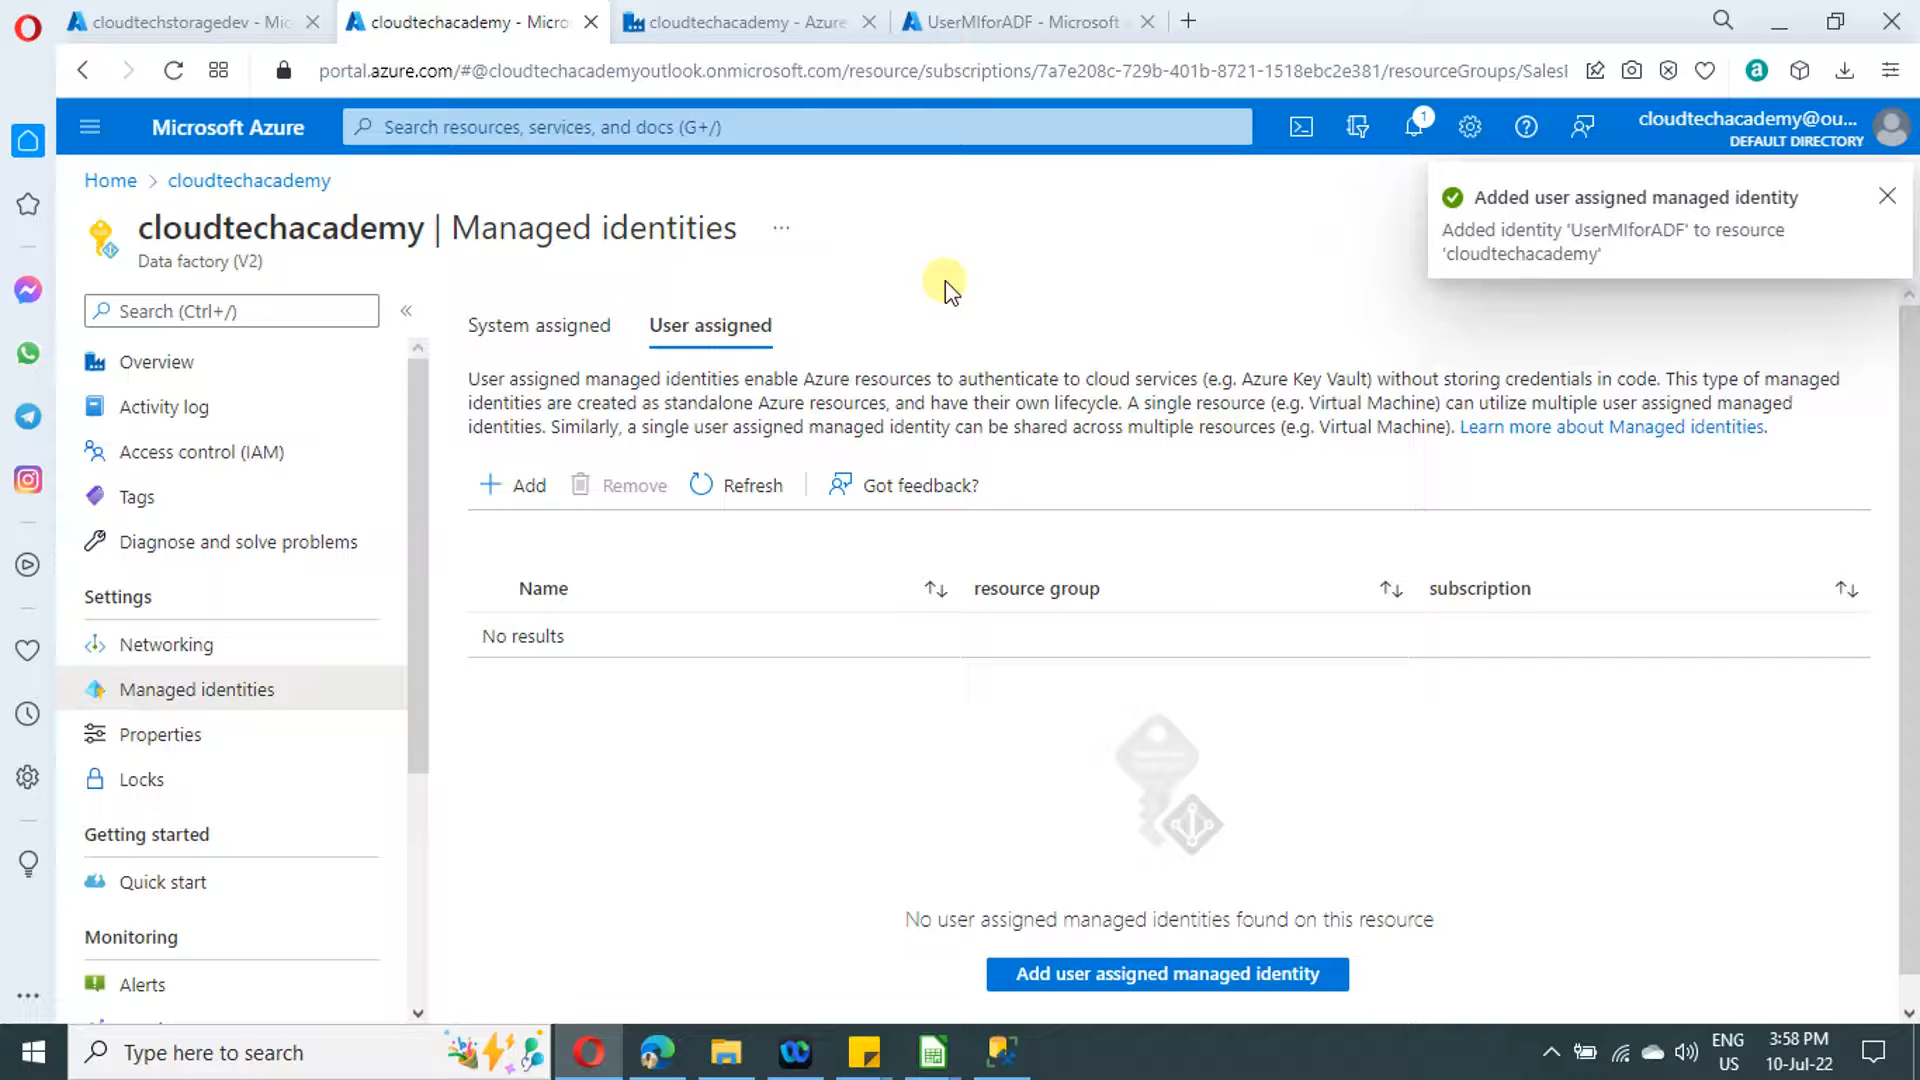 cloudtechstoragedev - Mic
cloudtechacademy - Micro
cloudtechacademy - Azure
UserMIforADF - Microsoft
portal.azure.com/#@cloudtechacademyoutlook.onmicrosoft.com/resource/subscriptions/7a7e208c-729b-401b-8721-1518ebc2e381/resourceGroups/SalesI
a
Microsoft Azure
Search resources, services, and docs (G+/)
1
cloudtechacademy@ou...
DEFAULT DIRECTORY
Home > cloudtechacademy
cloudtechacademy | Managed identities ...
Data factory (V2)
Added user assigned managed identity
Added identity 'UserMIforADF' to resource
'cloudtechacademy'
Search (Ctrl+/)
Overview
Activity log
Access control (IAM)
Tags
Diagnose and solve problems
Settings
Networking
Managed identities
Properties
Locks
Getting started
Quick start
Monitoring
Alerts
System assigned
User assigned
User assigned managed identities enable Azure resources to authenticate to cloud services (e.g. Azure Key Vault) without storing credentials in code. This type of managed
identities are created as standalone Azure resources, and have their own lifecycle. A single resource (e.g. Virtual Machine) can utilize multiple user assigned managed
identities. Similarly, a single user assigned managed identity can be shared across multiple resources (e.g. Virtual Machine). Learn more about Managed identities.
Add
Remove
Refresh
Got feedback?
Name
resource group
subscription
No results
No user assigned managed identities found on this resource
Add user assigned managed identity
Type here to search
ENG
US
3:58 PM
10-Jul-22